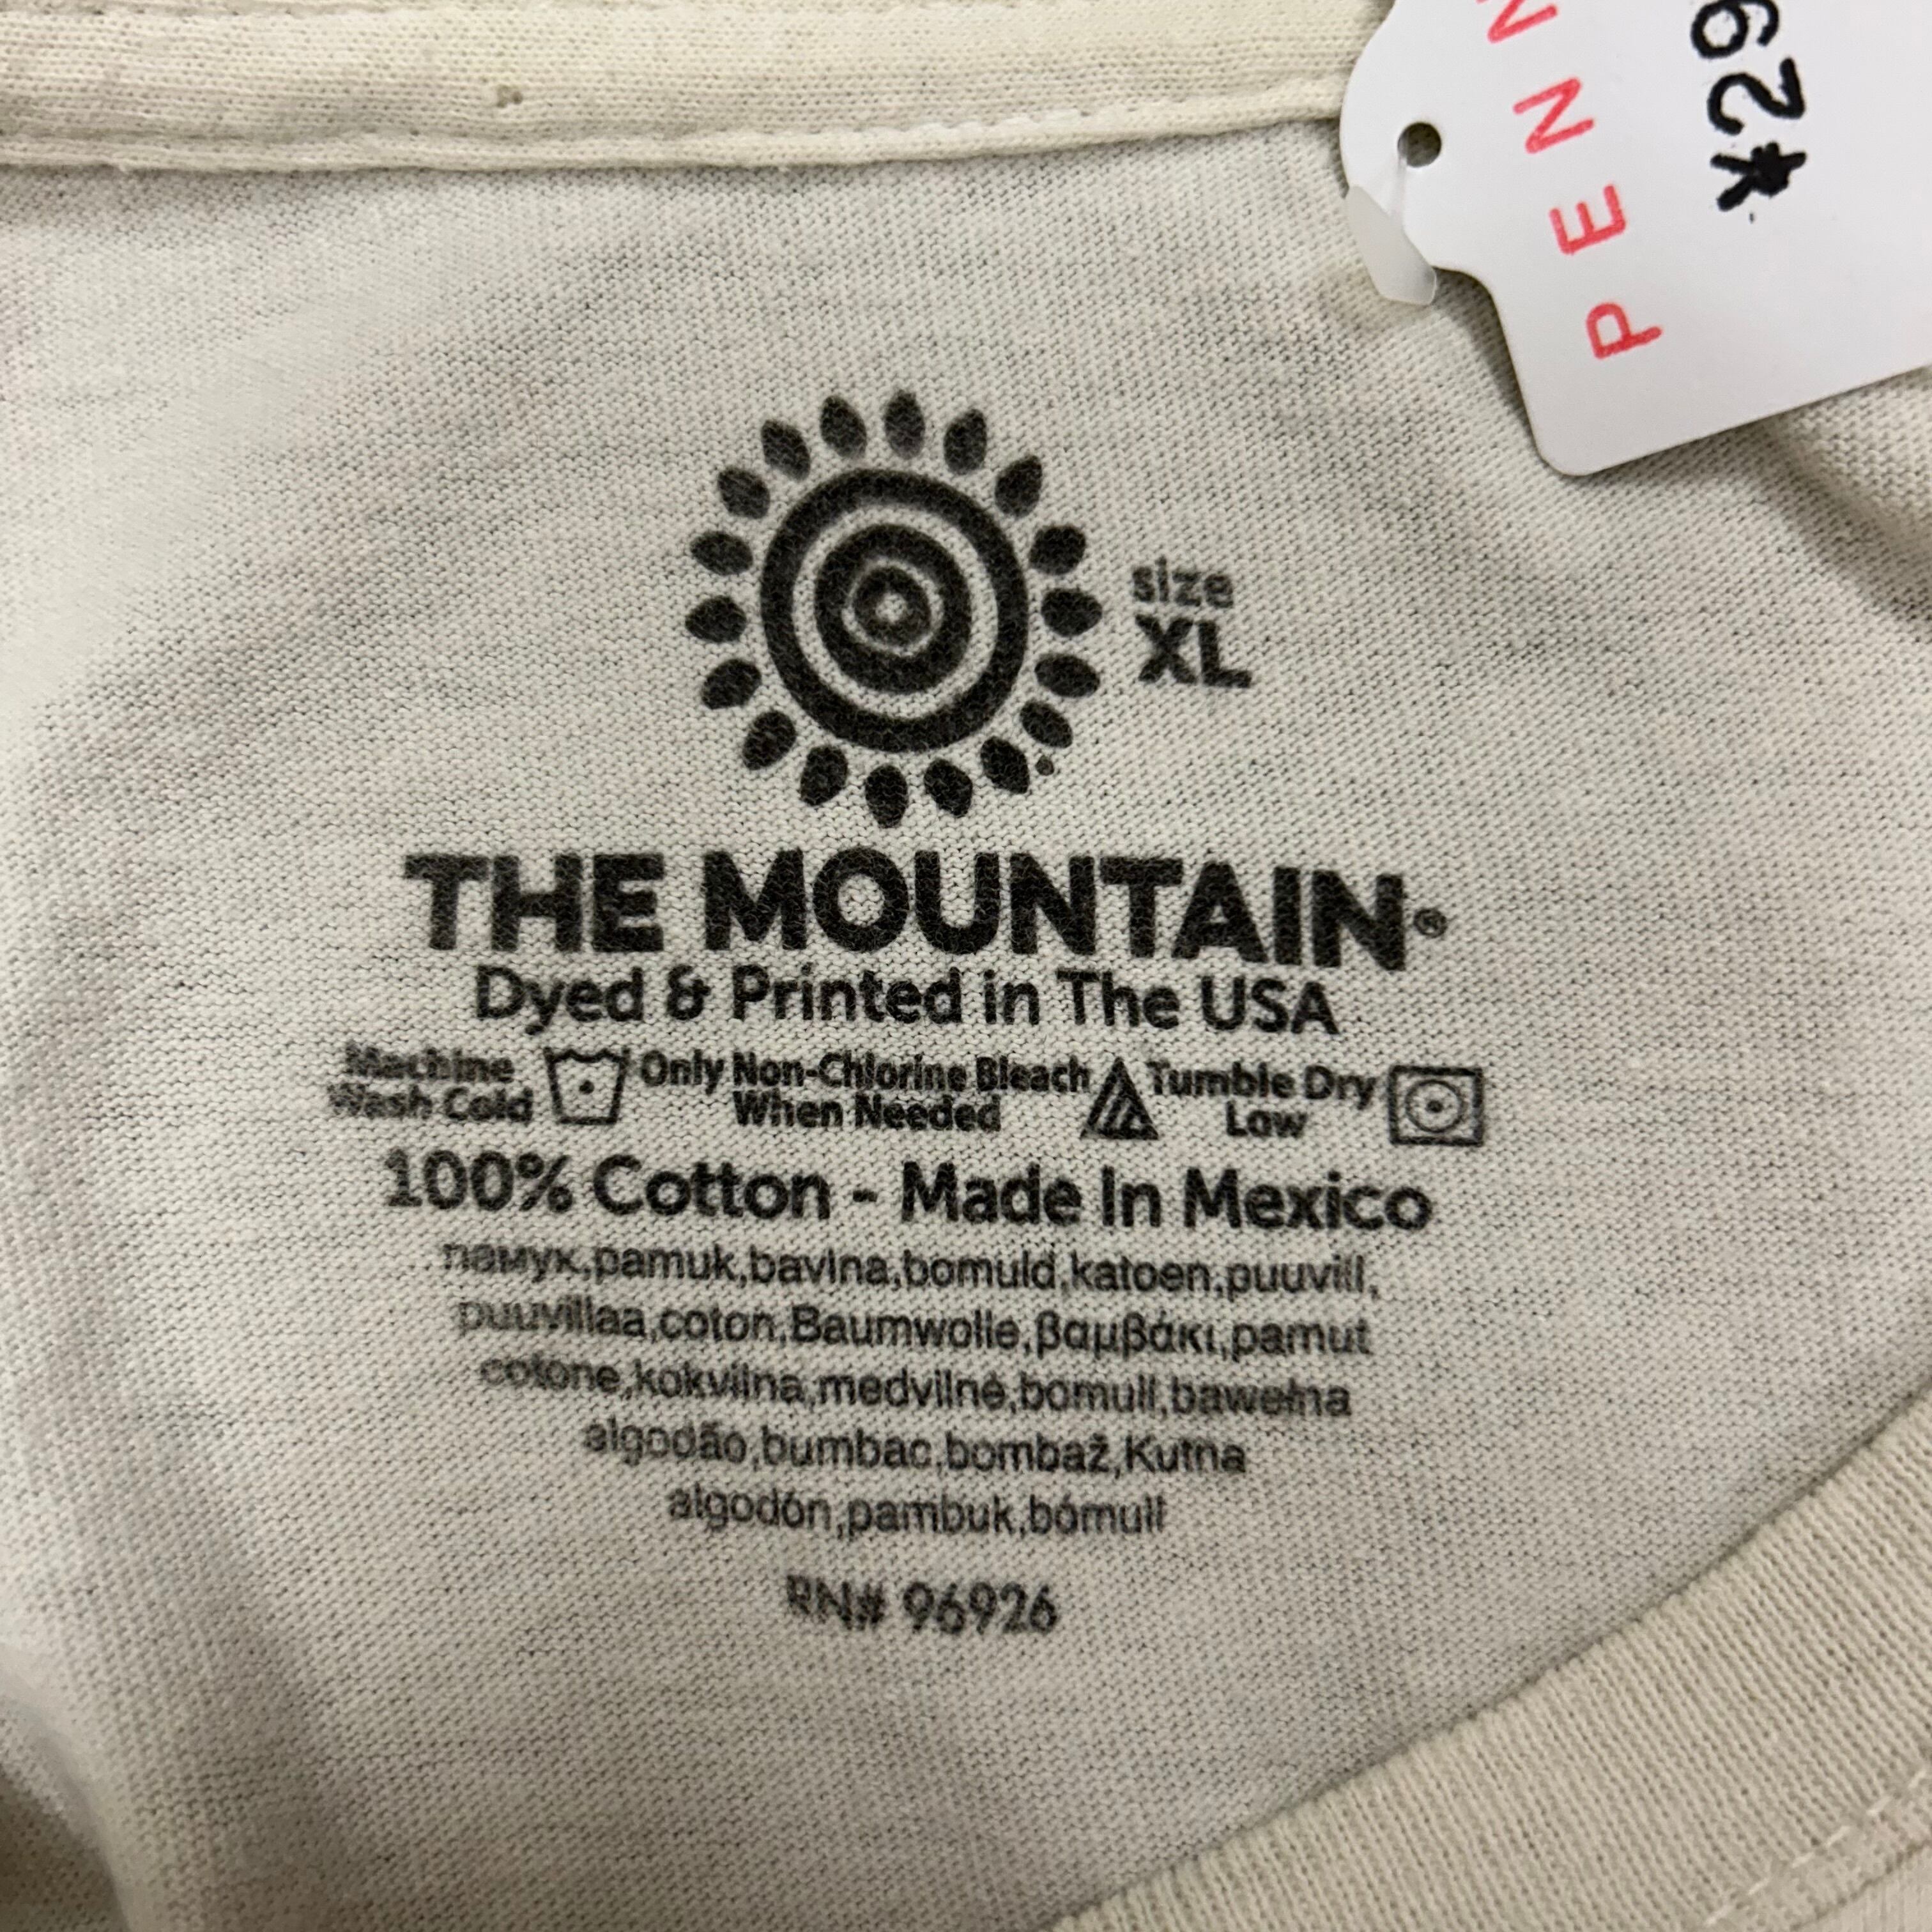 PENN
*29
size
XL
THE MOUNTAIN®
Dyed & Printed in The USA
Machine Wash Cold
Only Non-Chlorine Bleach When Needed
Tumble Dry Low
100% Cotton - Made In Mexico
памук,pamuk,bavlna,bomuld,katoen,puuvill,
puuvillaa,coton,Baumwolle,βαμβάκι,pamut
cotone,kokvilna,medvilnė,bomull,bawełna
algodão,bumbac,bombaž,Kutna
algodón,pambuk,bómull
RN# 96926